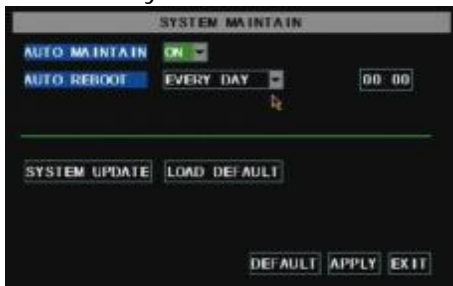 SYSTEM MAINTAIN
AUTO MAINTAIN ON
AUTO REBOOT EVERY DAY 00 00
SYSTEM UPDATE LOAD DEFAULT
DEFAULT APPLY EXIT